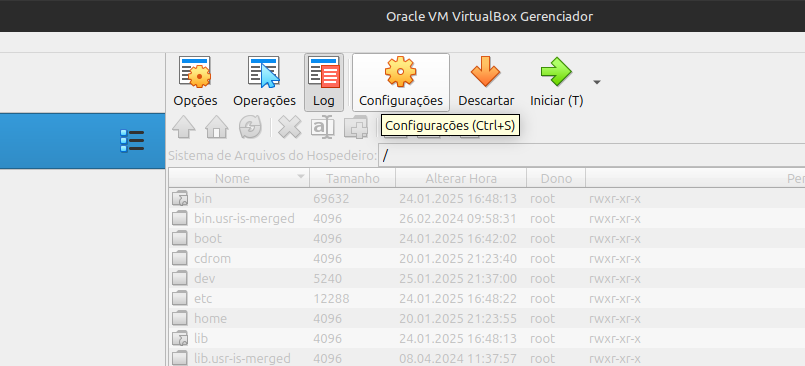 Oracle VM VirtualBox Gerenciador
Opções Operações Log Configurações Descartar Iniciar (T)
Configurações (Ctrl+S)
Sistema de Arquivos do Hospedeiro: /
Nome Tamanho Alterar Hora Dono Per
bin 69632 24.01.2025 16:48:13 root rwxr-xr-x
bin.usr-is-merged 4096 26.02.2024 09:58:31 root rwxr-xr-x
boot 4096 24.01.2025 16:42:02 root rwxr-xr-x
cdrom 4096 20.01.2025 21:23:40 root rwxr-xr-x
dev 5240 25.01.2025 21:37:00 root rwxr-xr-x
etc 12288 24.01.2025 16:48:22 root rwxr-xr-x
home 4096 20.01.2025 21:23:55 root rwxr-xr-x
lib 4096 24.01.2025 16:48:13 root rwxr-xr-x
lib.usr-is-merged 4096 08.04.2024 11:37:57 root rwxr-xr-x